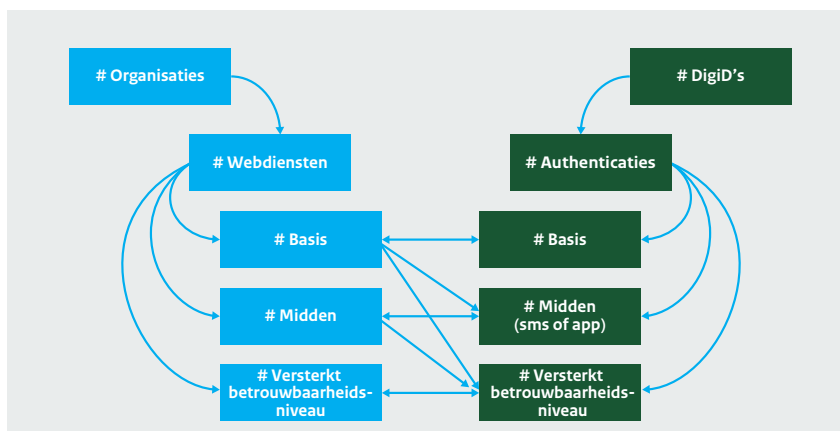 # Organisaties
# DigiD's
# Webdiensten
# Authenticaties
# Basis
# Basis
# Midden
# Midden
(sms of app)
# Versterkt
betrouwbaarheids-
niveau
# Versterkt
betrouwbaarheids-
niveau